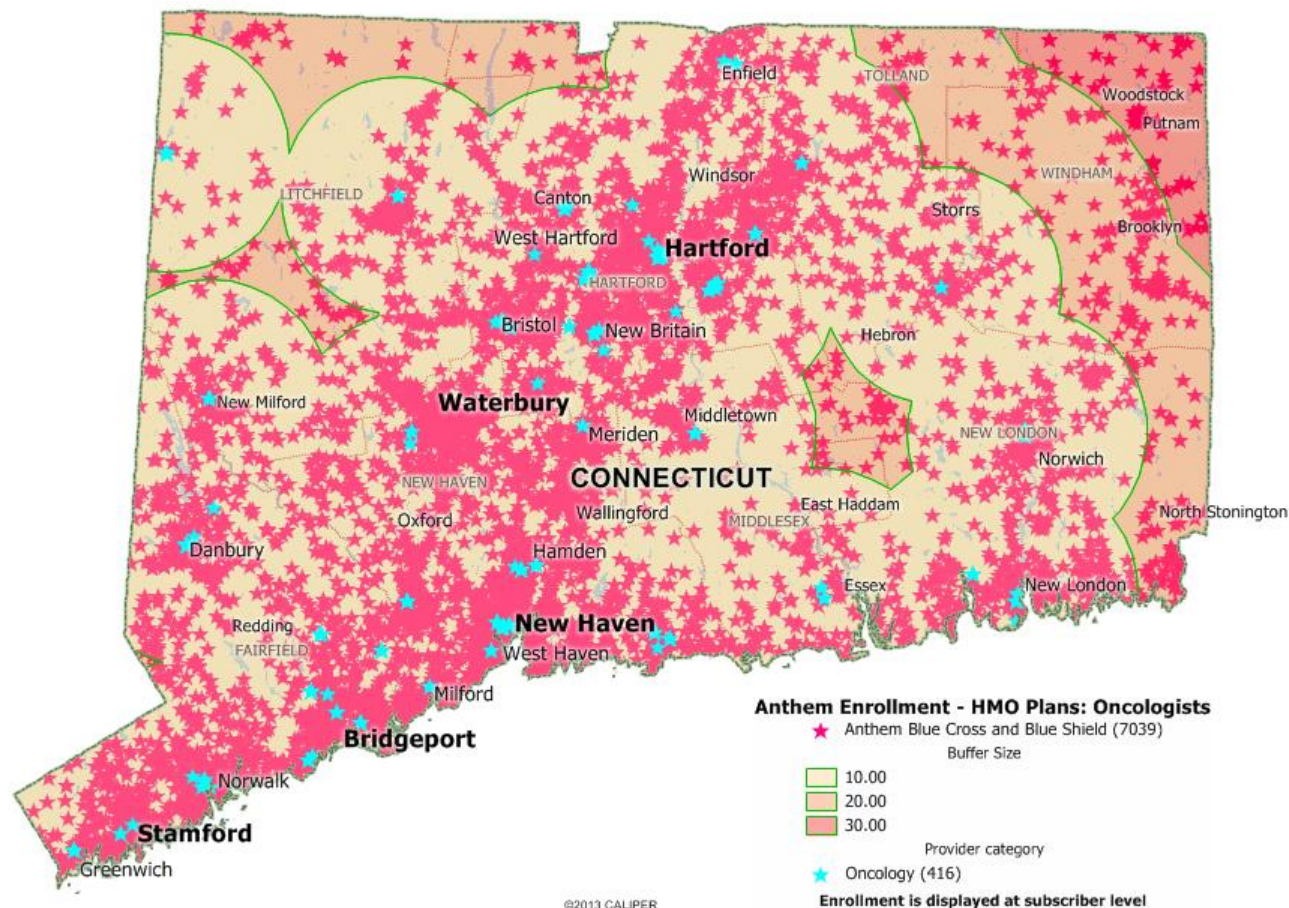 Enfield
TOLLAND
Woodstock
Putnam
Windsor
WINDHAM
LITCHFIELD
Canton
Storrs
Brooklyn
West Hartford
Hartford
HARTFORD
Bristol
New Britain
Hebron
New Milford
Waterbury
Middletown
Meriden
NEW LONDON
Norwich
CONNECTICUT
NEW HAVEN
Oxford
Wallingford
MIDDLESEX
East Haddam
North Stonington
Danbury
Hamden
Essex
New London
Redding
New Haven
FAIRFIELD
West Haven
Milford
Bridgeport
Norwalk
Stamford
Greenwich
Anthem Enrollment - HMO Plans: Oncologists
Anthem Blue Cross and Blue Shield (7039)
Buffer Size
10.00
20.00
30.00
Provider category
Oncology (416)
Enrollment is displayed at subscriber level
©2013 CALIPER